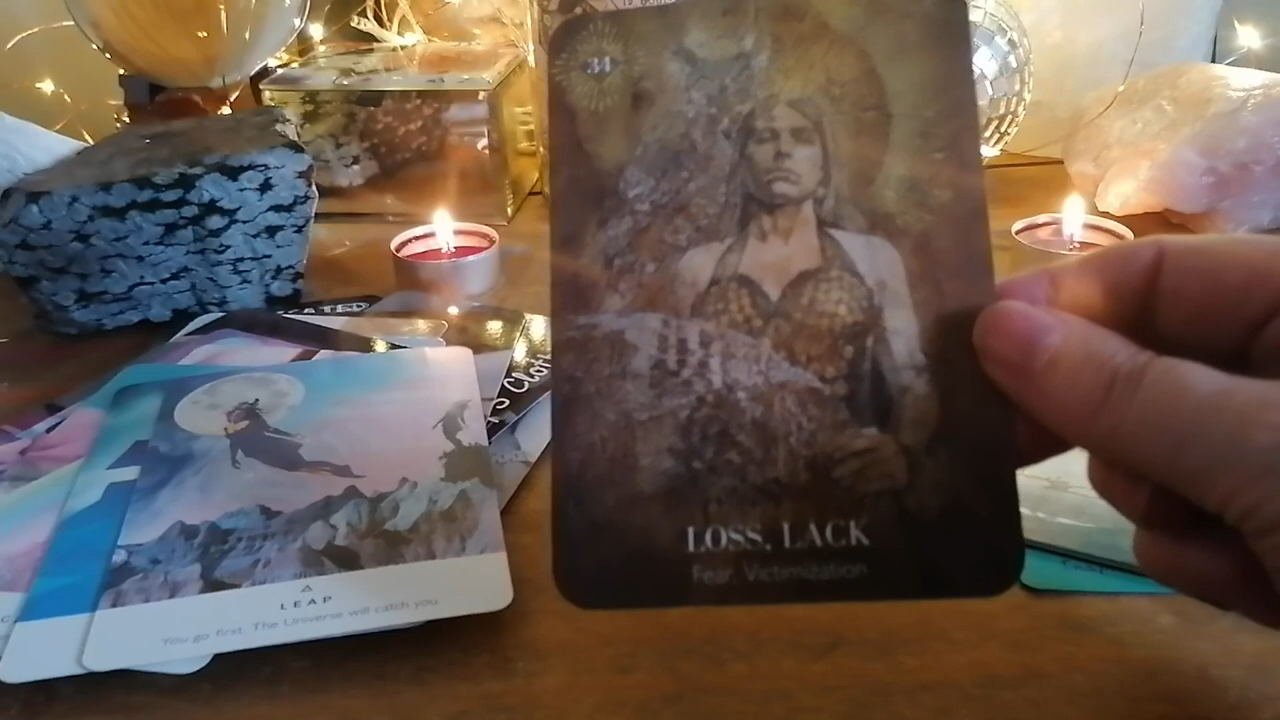 34
LOSS, LACK
Fear, Victimization
LEAP
You go first. The Universe will catch you